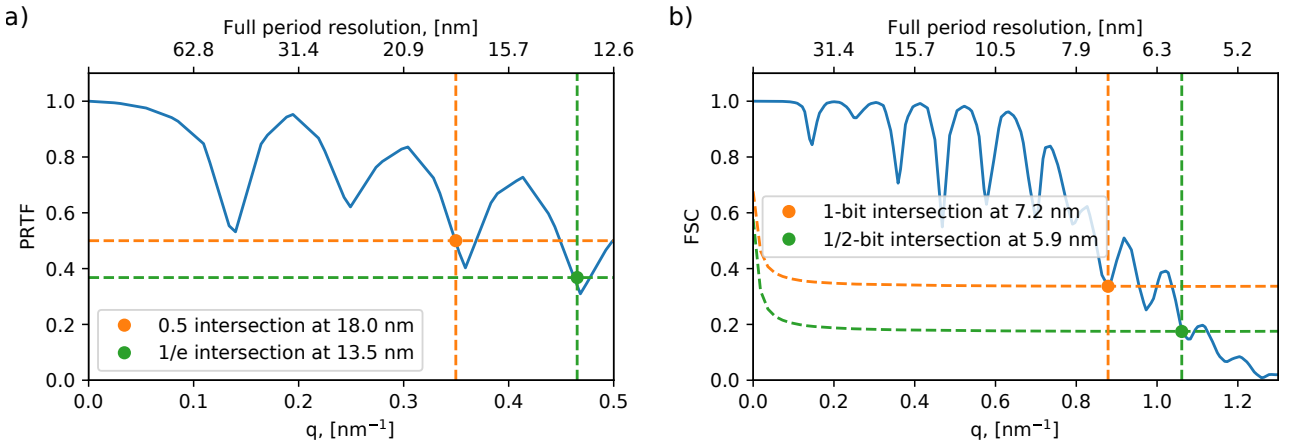 a)
Full period resolution, [nm]
62.8 31.4 20.9 15.7 12.6
1.0
0.8
0.6
0.4
0.2
0.0
PRTF
0.5 intersection at 18.0 nm
1/e intersection at 13.5 nm
0.0 0.1 0.2 0.3 0.4 0.5
q, [nm⁻¹]
b)
Full period resolution, [nm]
31.4 15.7 10.5 7.9 6.3 5.2
1.0
0.8
0.6
0.4
0.2
0.0
FSC
1-bit intersection at 7.2 nm
1/2-bit intersection at 5.9 nm
0.0 0.2 0.4 0.6 0.8 1.0 1.2
q, [nm⁻¹]